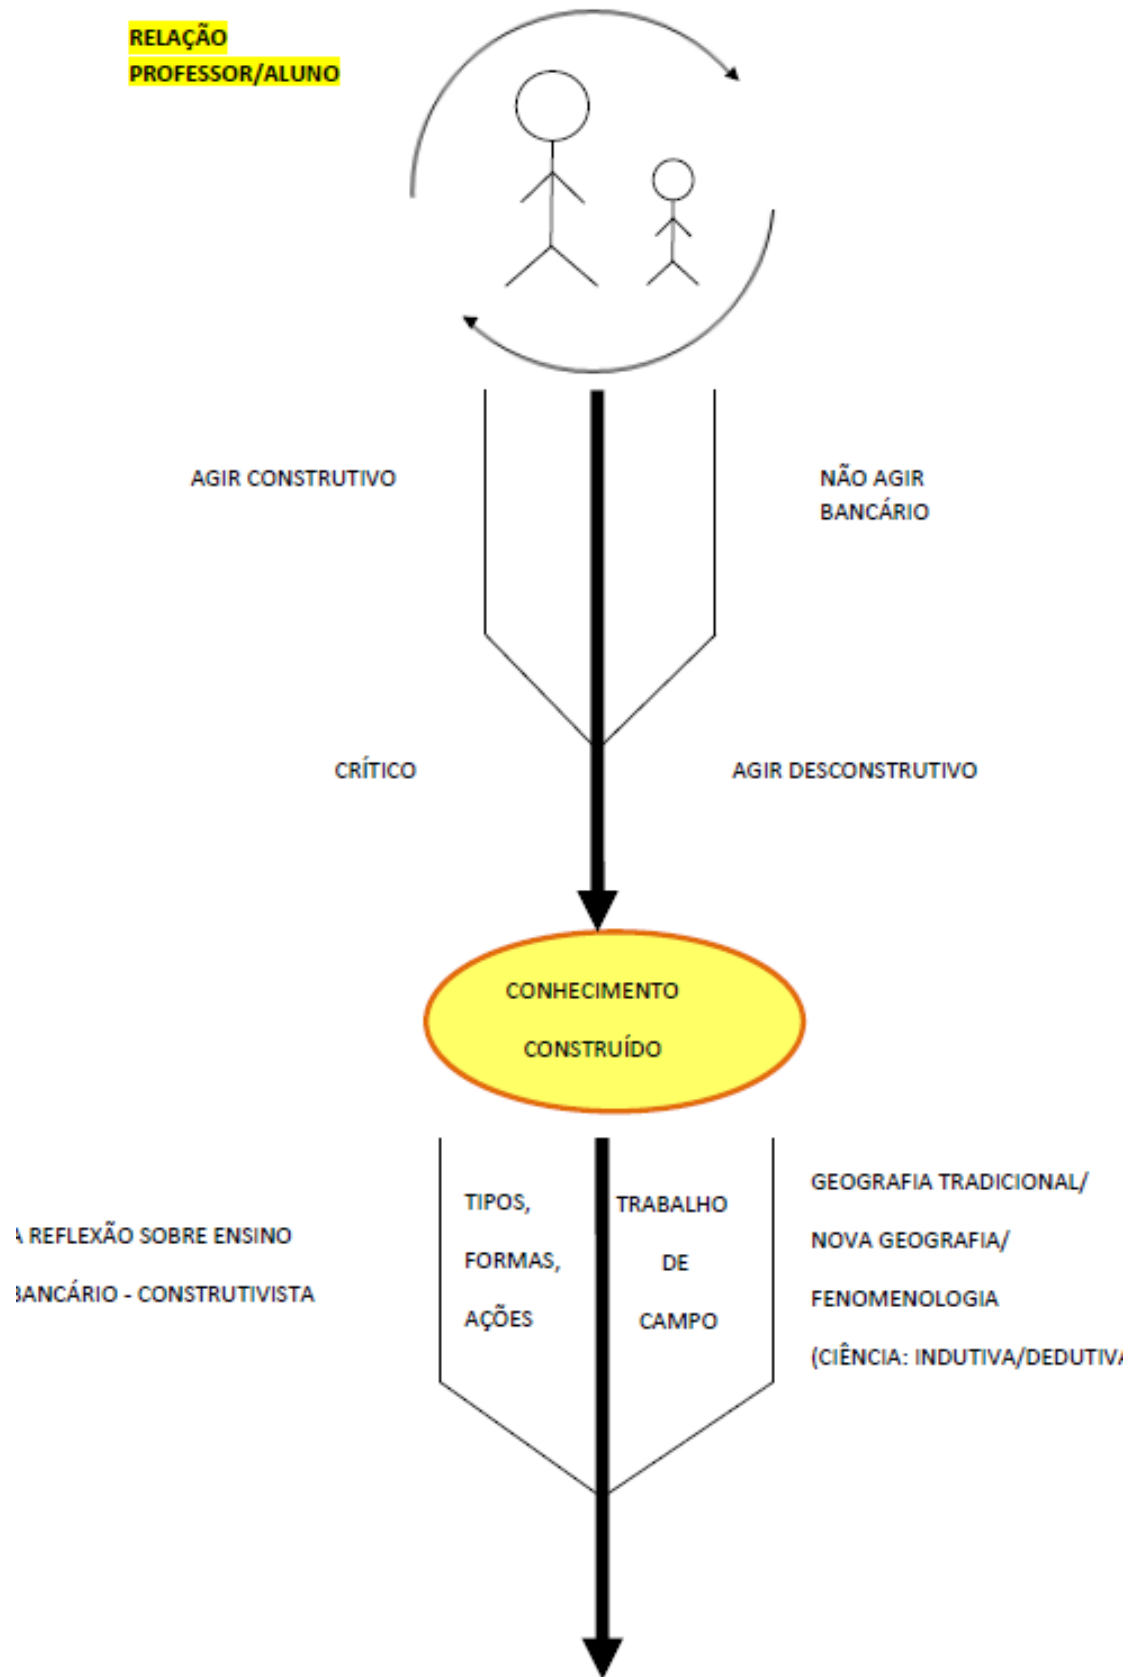 RELAÇÃO
PROFESSOR/ALUNO
AGIR CONSTRUTIVO
NÃO AGIR
BANCÁRIO
CRÍTICO
AGIR DESCONSTRUTIVO
CONHECIMENTO
CONSTRUÍDO
A REFLEXÃO SOBRE ENSINO
BANCÁRIO - CONSTRUTIVISTA
TIPOS,
FORMAS,
AÇÕES
TRABALHO
DE
CAMPO
GEOGRAFIA TRADICIONAL/
NOVA GEOGRAFIA/
FENOMENOLOGIA
(CIÊNCIA: INDUTIVA/DEDUTIVA